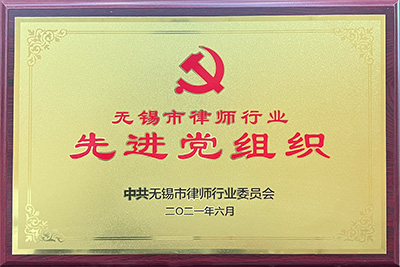 无锡市律师行业
先进党组织
中共无锡市律师行业委员会
二〇二一年六月